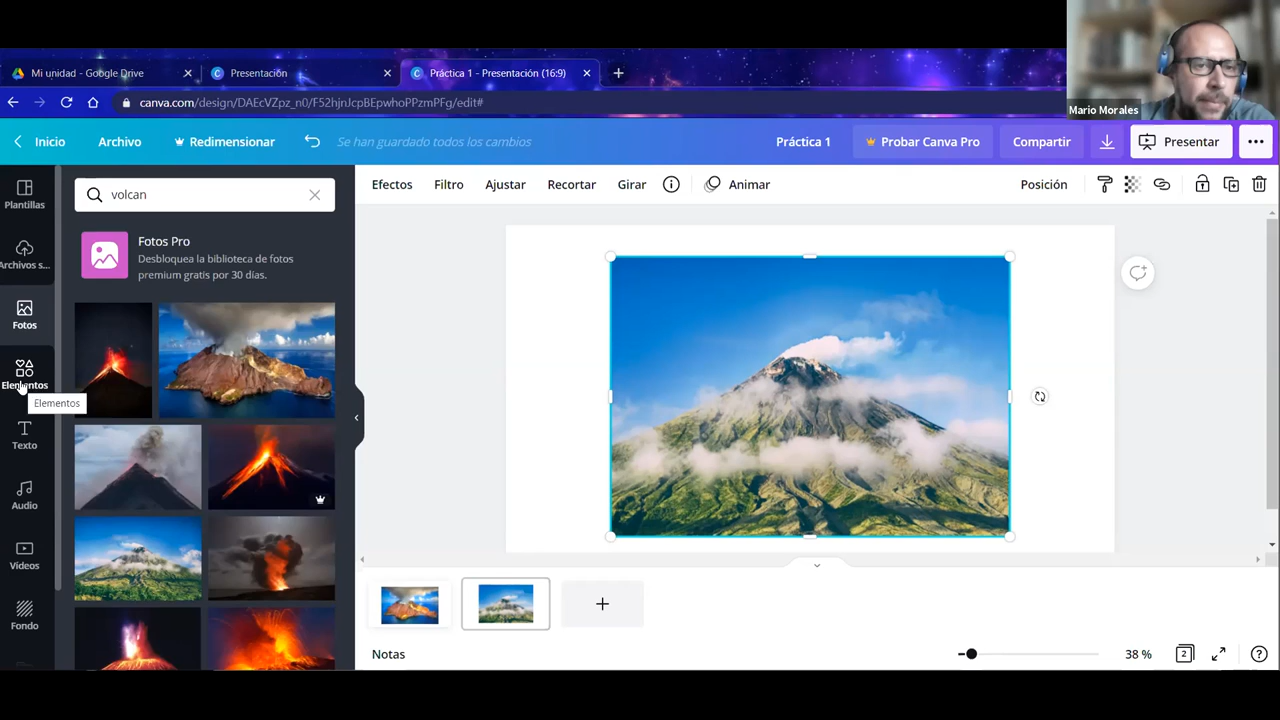 Mario Morales
Mi unidad - Google Drive
Presentación
Práctica 1 - Presentación (16:9)
canva.com/design/DAEcVZpz_n0/F52hjnJcpBEpwhoPPzmPFg/edit#
Inicio
Archivo
Redimensionar
Se han guardado todos los cambios
Práctica 1
Probar Canva Pro
Compartir
Presentar
Plantillas
Archivos s...
Fotos
Elementos
Elementos
Texto
Audio
Vídeos
Fondo
volcan
Fotos Pro
Desbloquea la biblioteca de fotos
premium gratis por 30 días.
Efectos
Filtro
Ajustar
Recortar
Girar
Animar
Posición
Notas
38 %
2